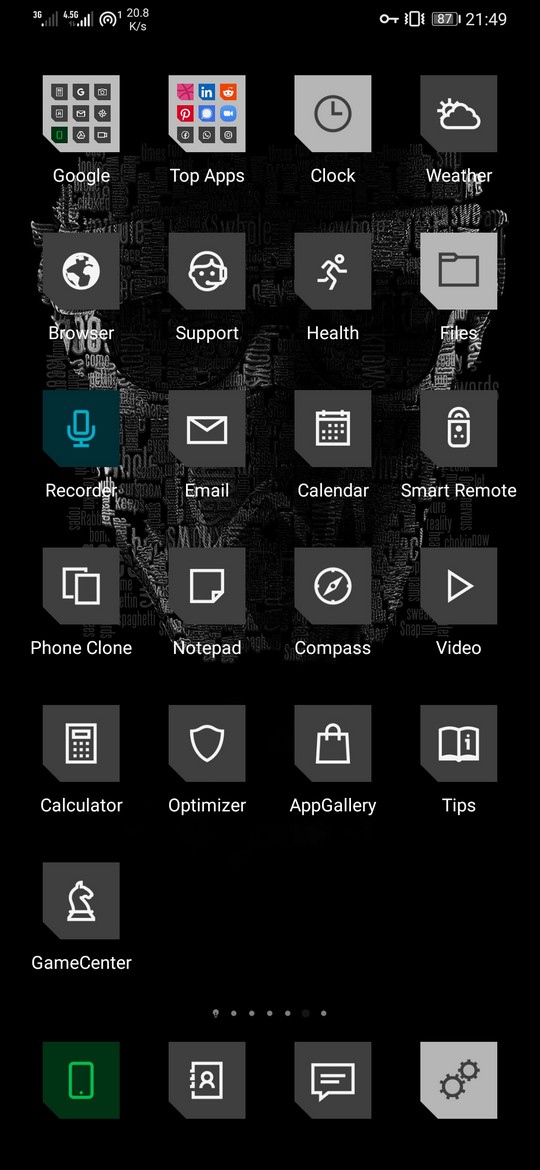 3G 4.5G 1 20.8 K/s 87 21:49
Google Top Apps Clock Weather
Browser Support Health Files
Recorder Email Calendar Smart Remote
Phone Clone Notepad Compass Video
Calculator Optimizer AppGallery Tips
GameCenter